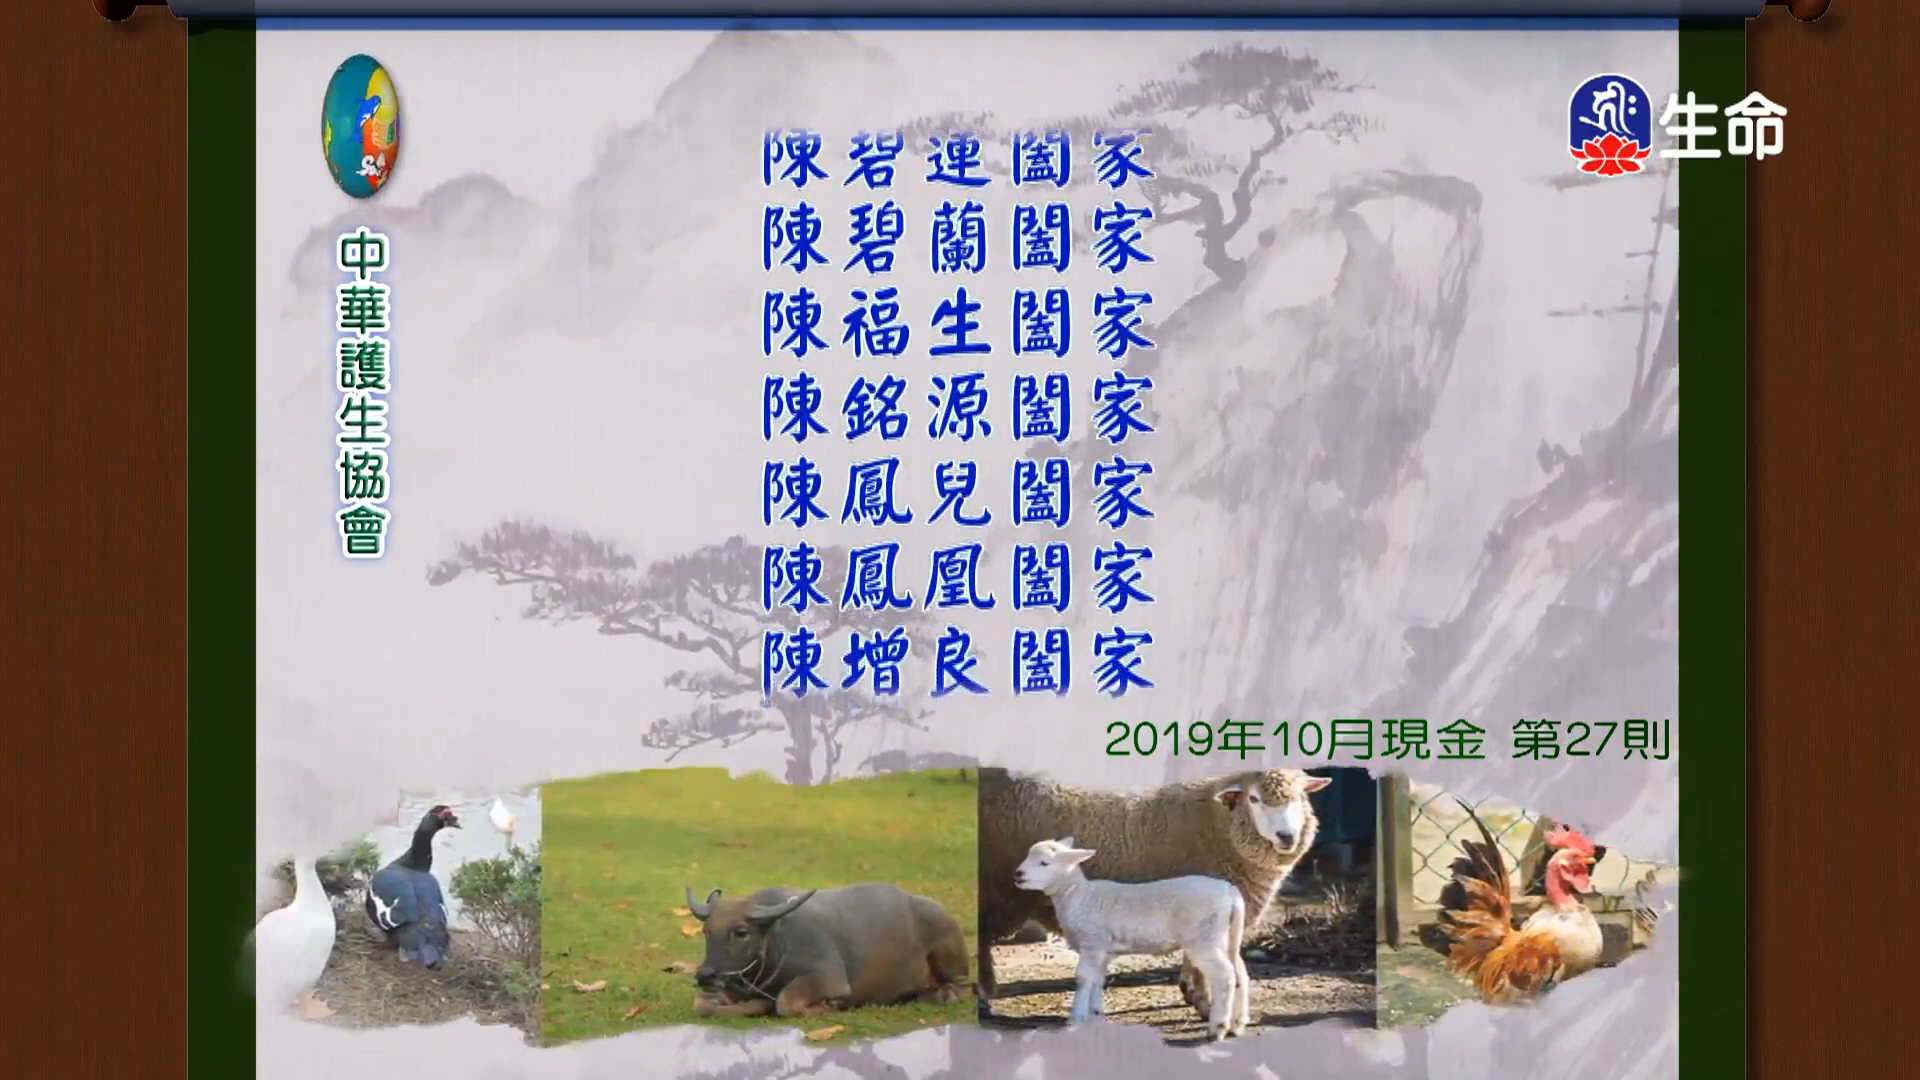 生命
中華護生協會
陳碧連闔家
陳碧蘭闔家
陳福生闔家
陳銘源闔家
陳鳳兒闔家
陳鳳凰闔家
陳增良闔家
2019年10月現金 第27則